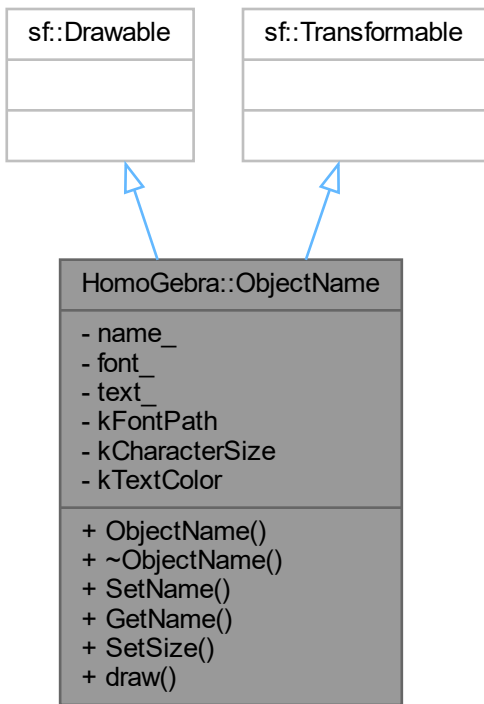 sf::Drawable
sf::Transformable
HomoGebra::ObjectName
- name_
- font_
- text_
- kFontPath
- kCharacterSize
- kTextColor
+ ObjectName()
+ ~ObjectName()
+ SetName()
+ GetName()
+ SetSize()
+ draw()